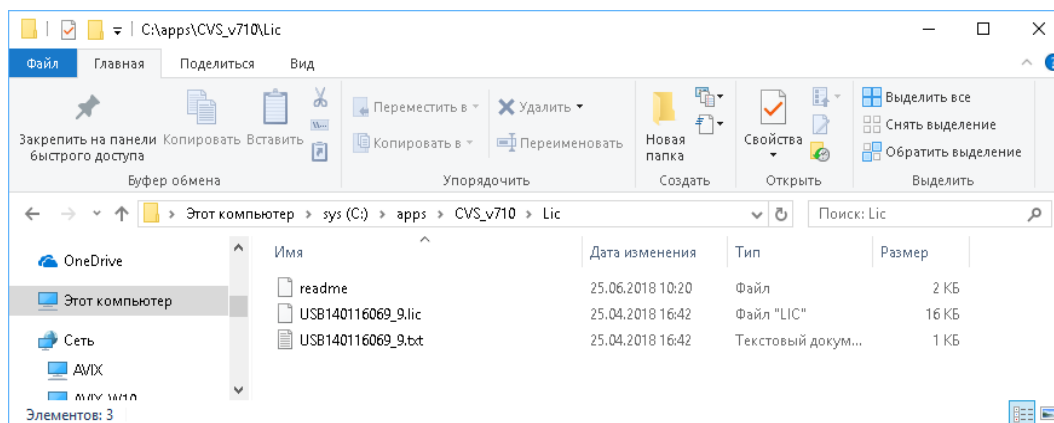 C:\apps\CVS_v710\Lic
Файл Главная Поделиться Вид
Закрепить на панели быстрого доступа
Копировать
Вставить
Переместить в
Копировать в
Удалить
Переименовать
Новая папка
Свойства
Выделить все
Снять выделение
Обратить выделение
Буфер обмена Упорядочить Создать Открыть Выделить
Этот компьютер > sys (C:) > apps > CVS_v710 > Lic
Поиск: Lic
OneDrive
Этот компьютер
Сеть
AVIX
AVIX-W10
Имя Дата изменения Тип Размер
readme 25.06.2018 10:20 Файл 2 КБ
USB140116069_9.lic 25.04.2018 16:42 Файл "LIC" 16 КБ
USB140116069_9.txt 25.04.2018 16:42 Текстовый докум... 1 КБ
Элементов: 3